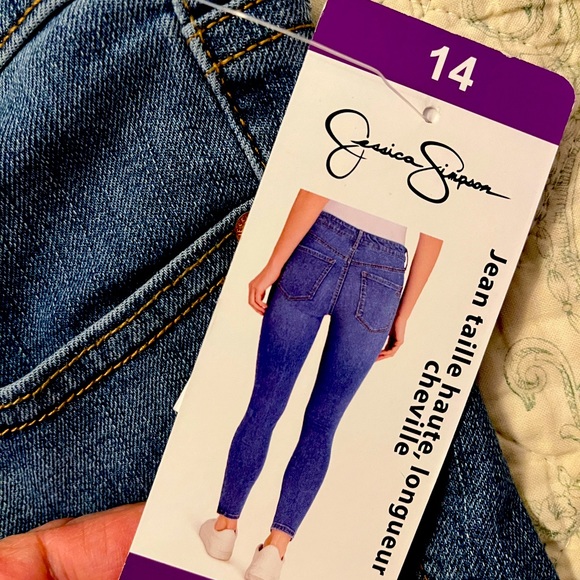 14
Jessica Simpson
Jean taille haute, longueur
cheville